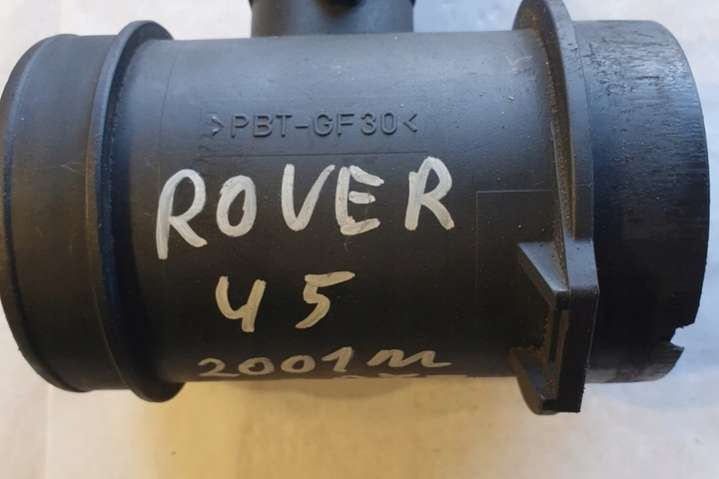 >PBT-GF30<
ROVER
45
2001m